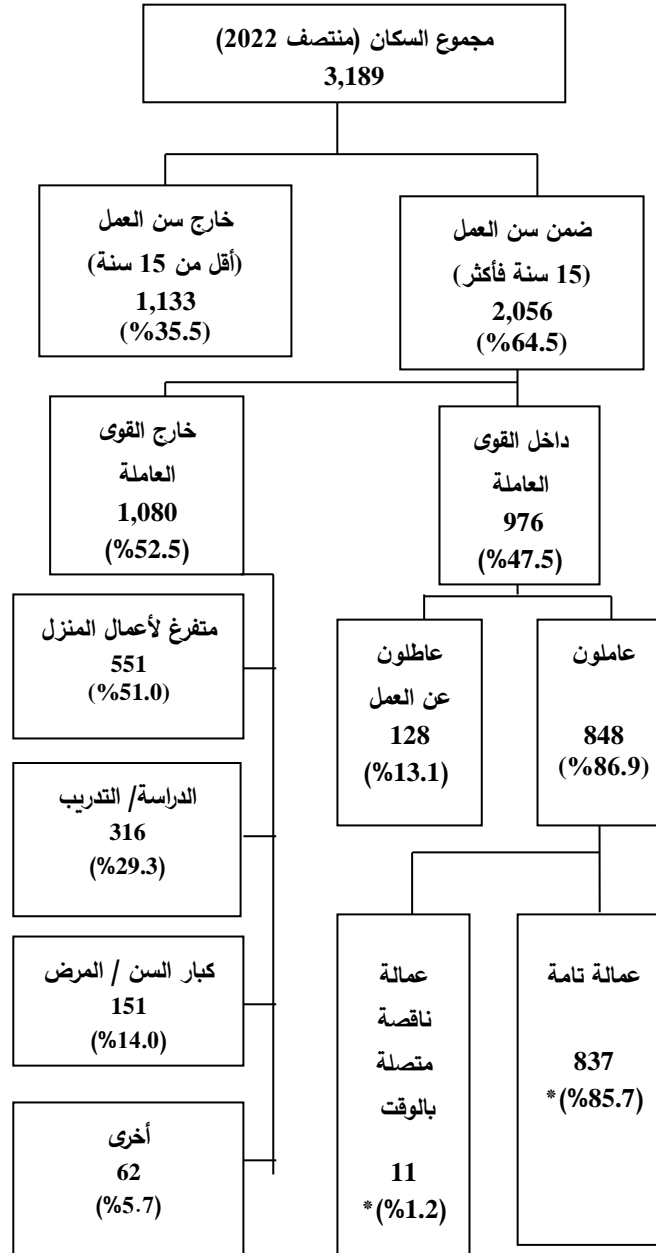 مجموع السكان (منتصف 2022)
3,189
ضمن سن العمل
(15 سنة فأكثر)
2,056
(%64.5)
خارج سن العمل
(أقل من 15 سنة)
1,133
(%35.5)
داخل القوى
العاملة
976
(%47.5)
خارج القوى
العاملة
1,080
(%52.5)
عاملون
848
(%86.9)
عاطلون
عن العمل
128
(%13.1)
عمالة تامة
837
*(%85.7)
عمالة
ناقصة
متصلة
بالوقت
11
*(%1.2)
متفرغ لأعمال المنزل
551
(%51.0)
الدراسة/ التدريب
316
(%29.3)
كبار السن / المرض
151
(%14.0)
أخرى
62
(%5.7)